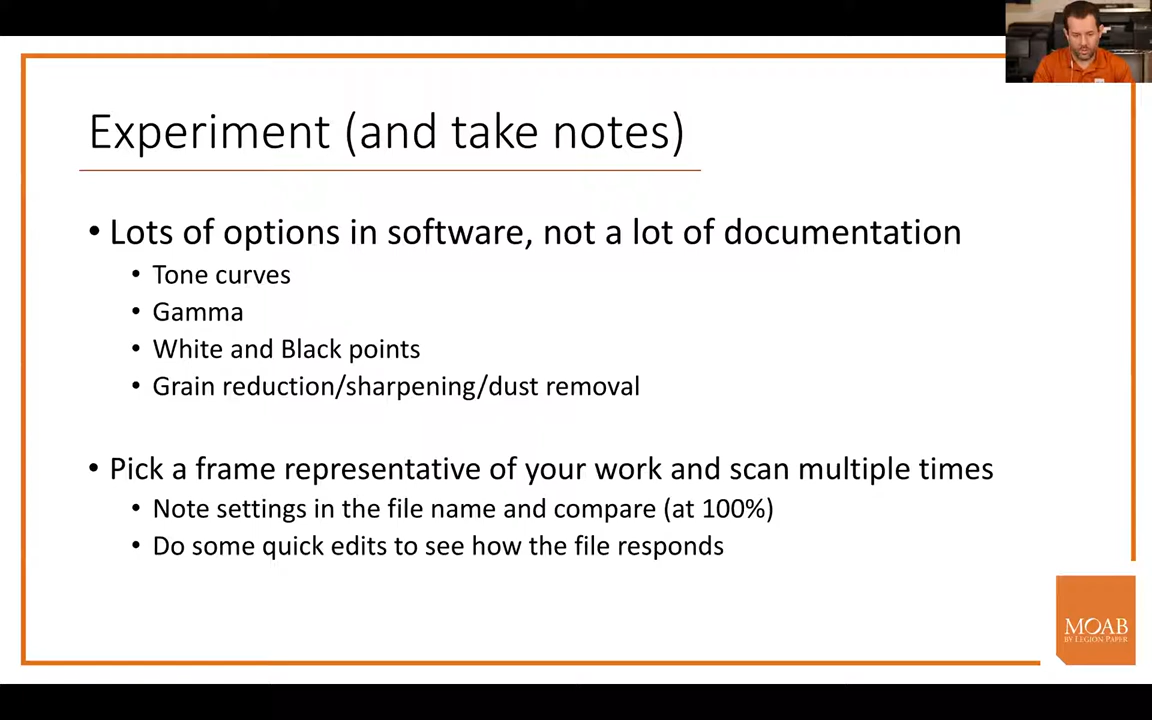 Experiment (and take notes)
• Lots of options in software, not a lot of documentation
• Tone curves
• Gamma
• White and Black points
• Grain reduction/sharpening/dust removal
• Pick a frame representative of your work and scan multiple times
• Note settings in the file name and compare (at 100%)
• Do some quick edits to see how the file responds
MOAB
BY LEGION PAPER